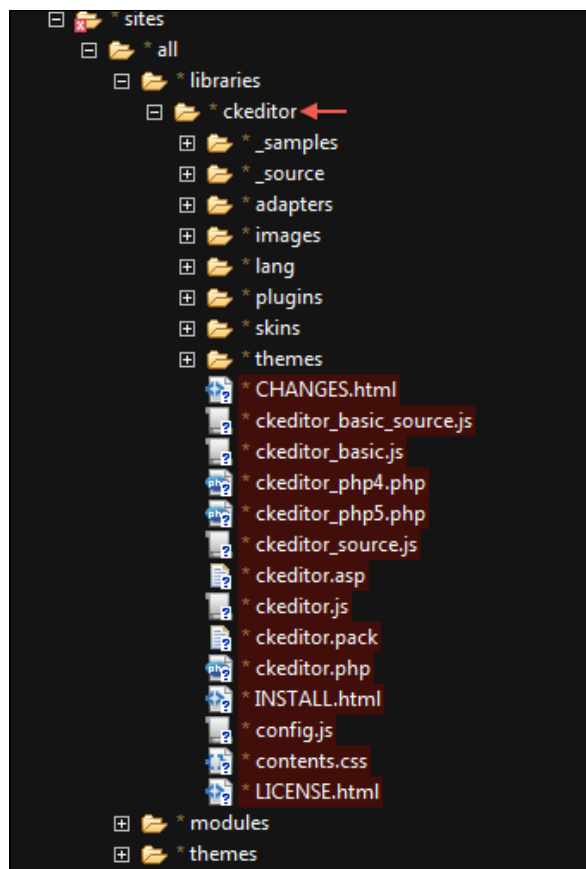 * sites
* all
* libraries
* ckeditor
* _samples
* _source
* adapters
* images
* lang
* plugins
* skins
* themes
* CHANGES.html
* ckeditor_basic_source.js
* ckeditor_basic.js
* ckeditor_php4.php
* ckeditor_php5.php
* ckeditor_source.js
* ckeditor.asp
* ckeditor.js
* ckeditor.pack
* ckeditor.php
* INSTALL.html
* config.js
* contents.css
* LICENSE.html
* modules
* themes